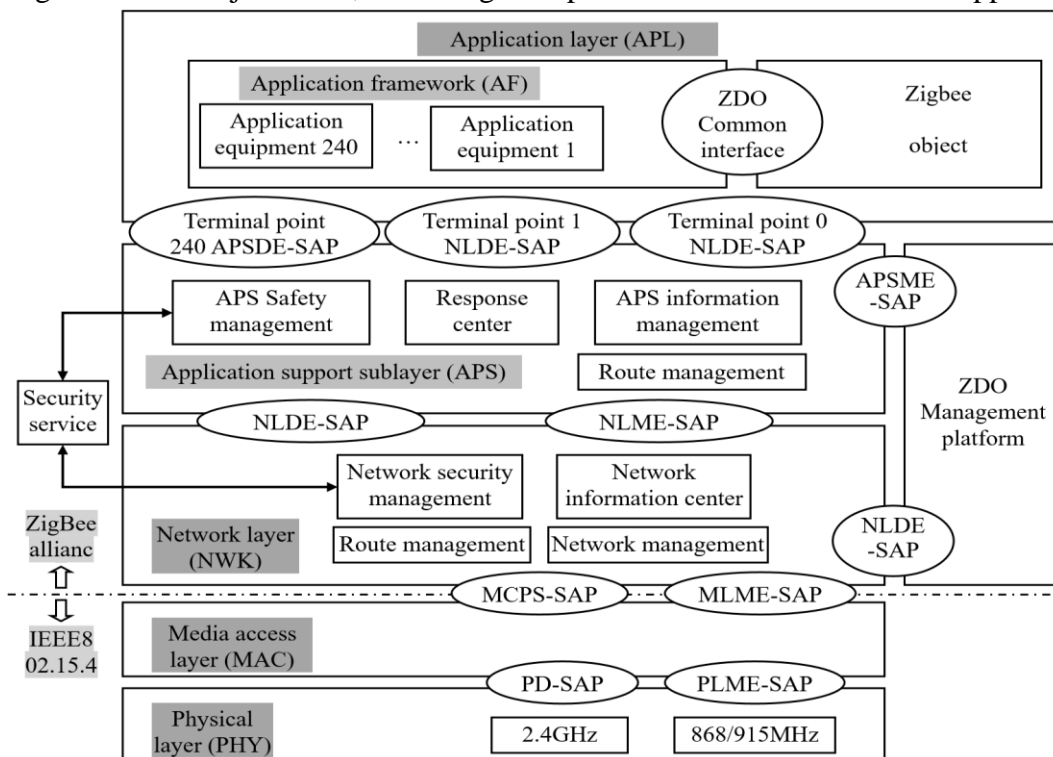 Application layer (APL)
Application framework (AF)
Application
equipment 240
...
Application
equipment 1
ZDO
Common
interface
Zigbee
object
Terminal point
240 APSDE-SAP
Terminal point 1
NLDE-SAP
Terminal point 0
NLDE-SAP
APS Safety
management
Response
center
APS information
management
APSME
-SAP
Application support sublayer (APS)
Route management
Security
service
ZDO
Management
platform
NLDE-SAP
NLME-SAP
Network security
management
Network
information center
Network layer
(NWK)
Route management
Network management
NLDE
-SAP
ZigBee
allianc
IEEE8
02.15.4
MCPS-SAP
MLME-SAP
Media access
layer (MAC)
PD-SAP
PLME-SAP
Physical
layer (PHY)
2.4GHz
868/915MHz